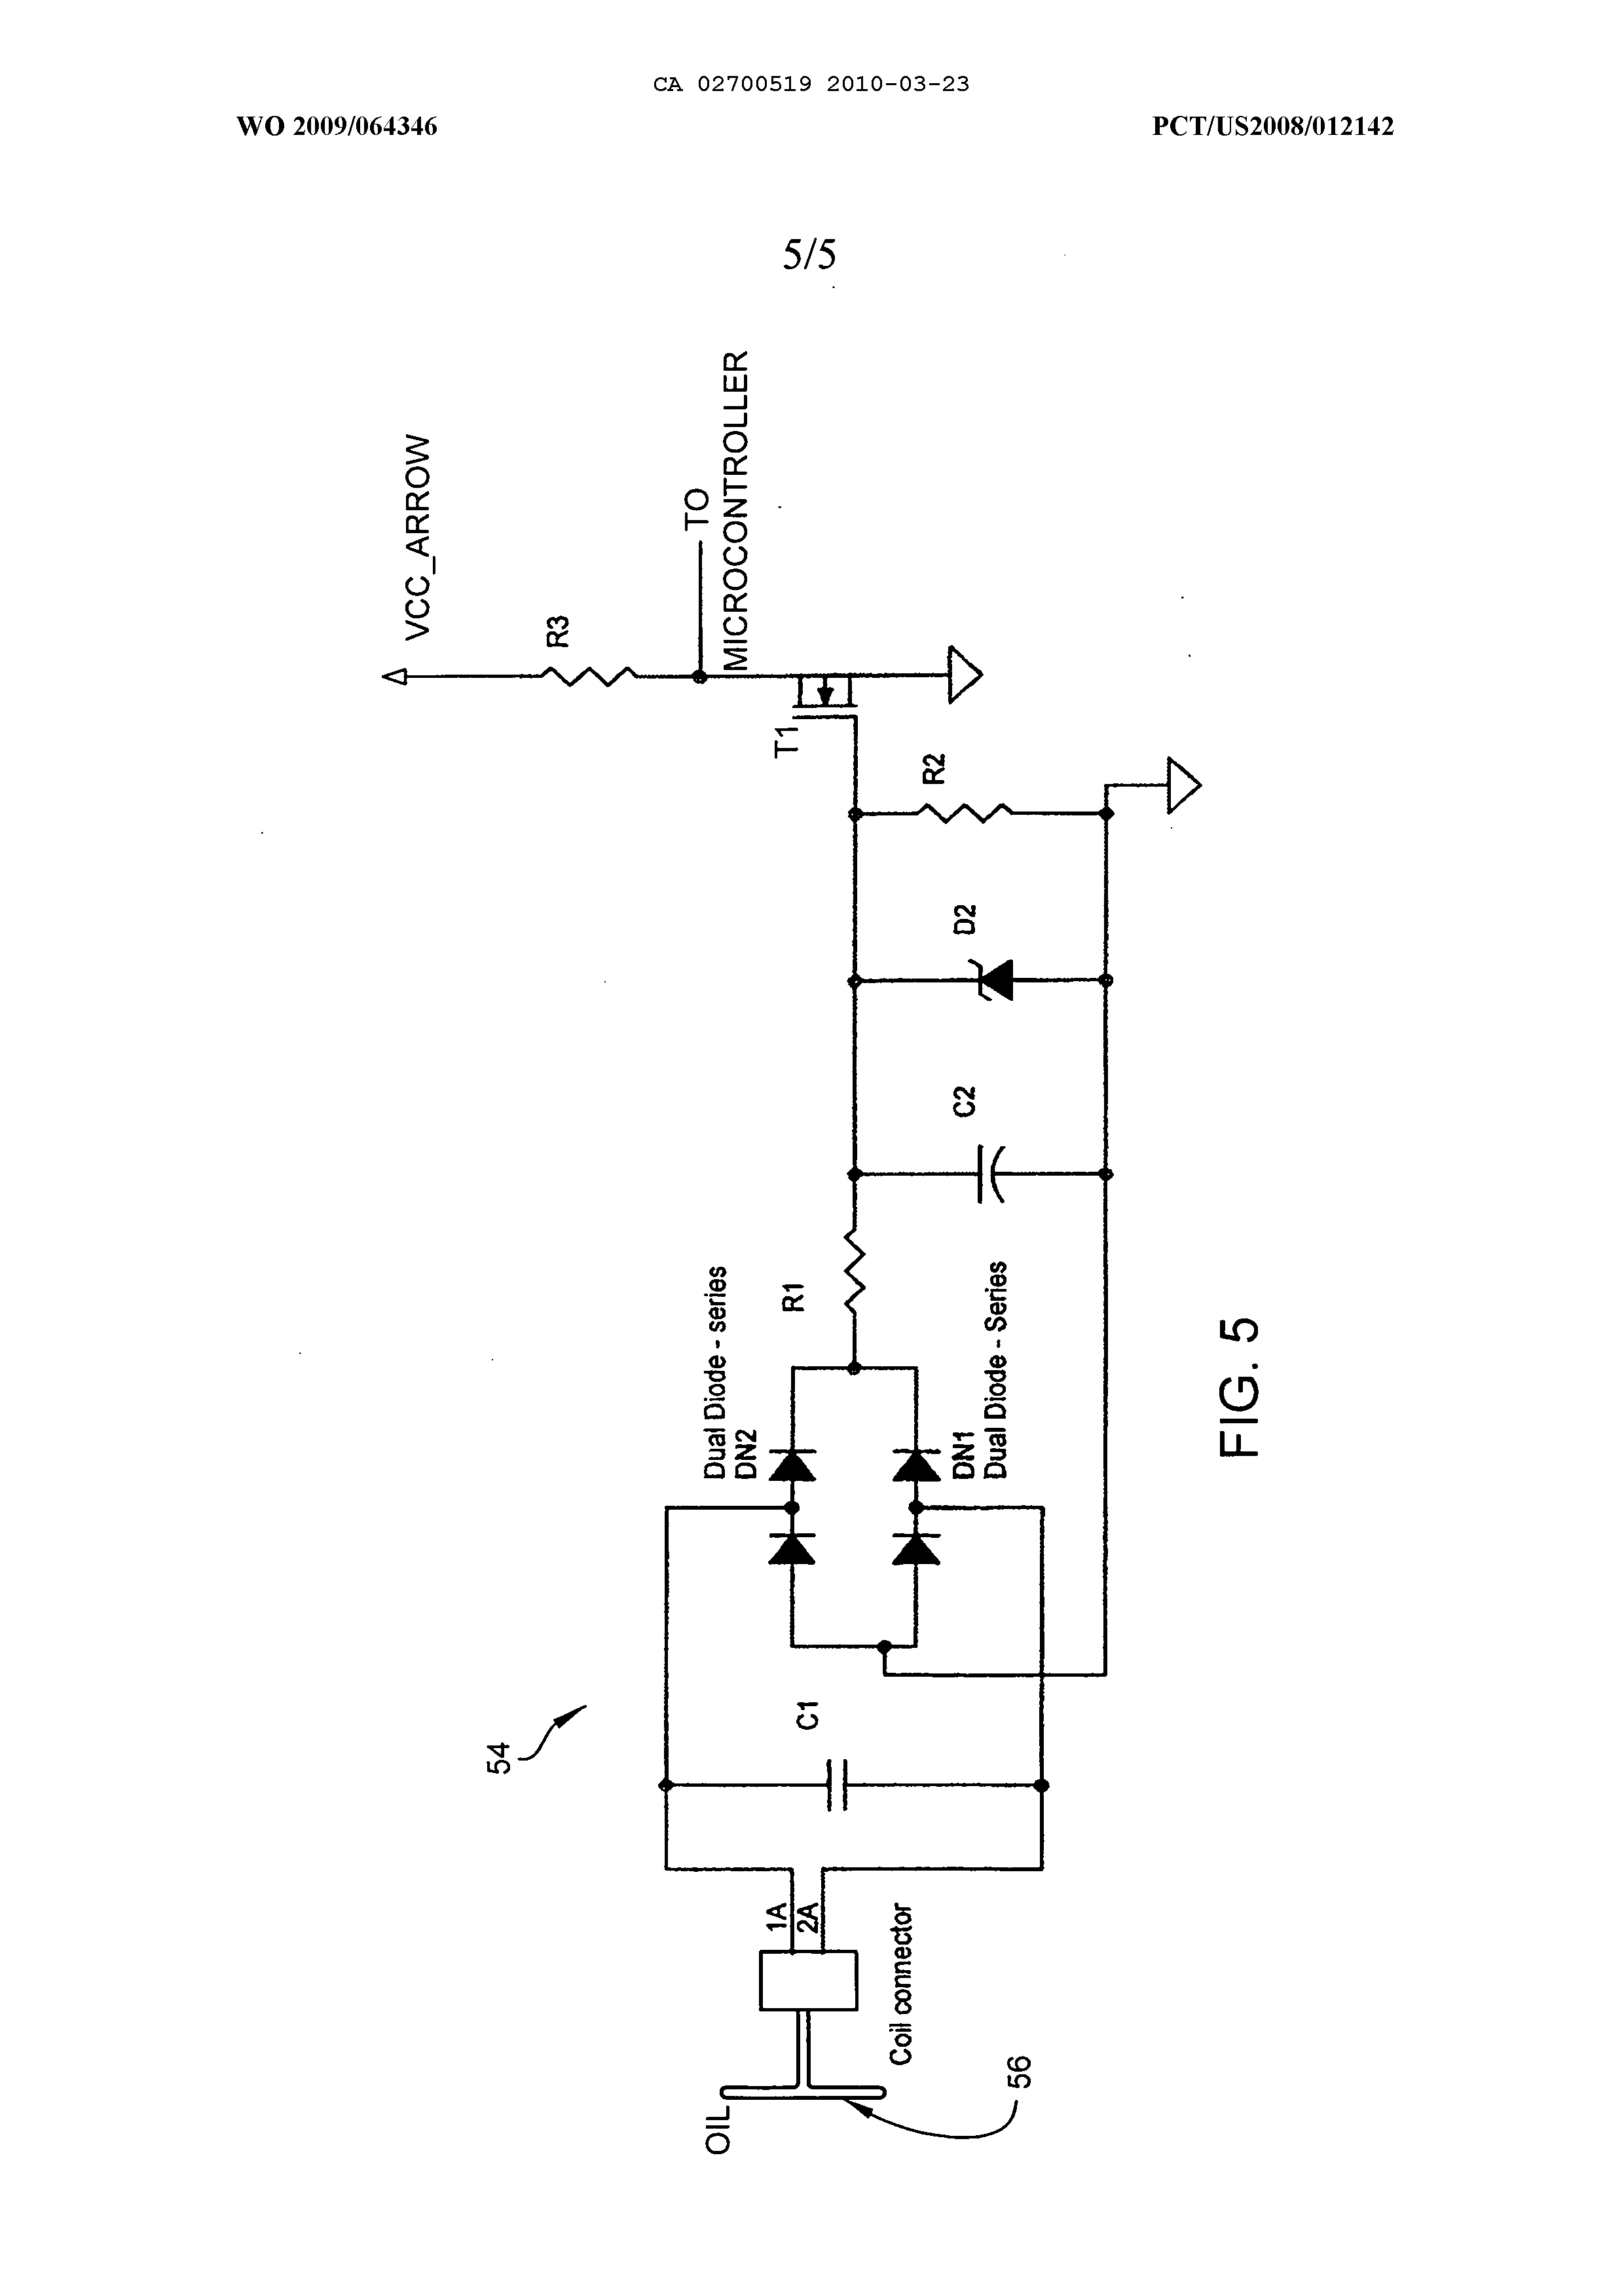 CA 02700519 2010-03-23
WO 2009/064346
PCT/US2008/012142
5/5
VCC_ARROW
R3
TO
MICROCONTROLLER
T1
R2
D2
C2
R1
Dual Diode - series
DN2
DN1
Dual Diode - Series
C1
54
1A
2A
Coil connector
OIL
56
FIG. 5